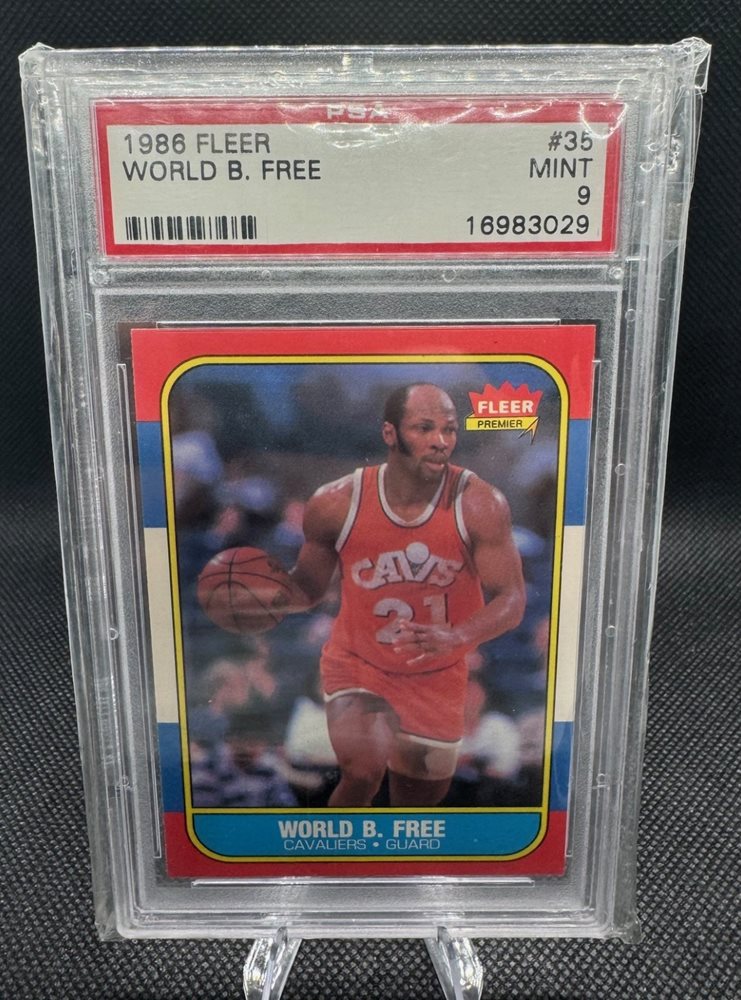 PSA
1986 FLEER #35
WORLD B. FREE MINT
9
16983029
FLEER
PREMIER
CAVS
21
WORLD B. FREE
CAVALIERS • GUARD